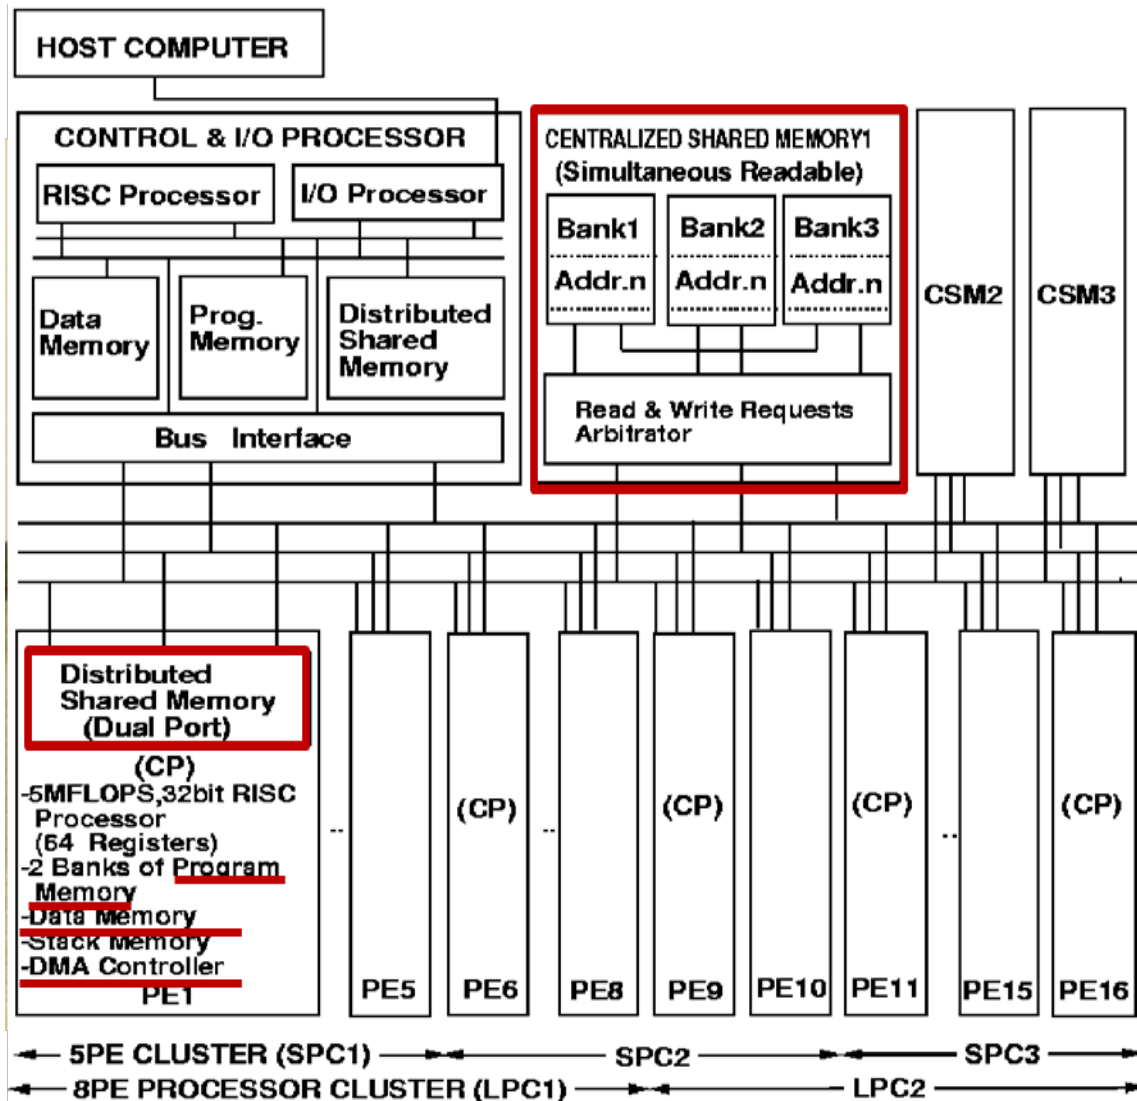 HOST COMPUTER
CONTROL & I/O PROCESSOR
RISC Processor
I/O Processor
Data
Memory
Prog.
Memory
Distributed
Shared
Memory
Bus Interface
CENTRALIZED SHARED MEMORY1
(Simultaneous Readable)
Bank1
Addr.n
Bank2
Addr.n
Bank3
Addr.n
Read & Write Requests
Arbitrator
CSM2
CSM3
Distributed
Shared Memory
(Dual Port)
(CP)
-5MFLOPS,32bit RISC
Processor
(64 Registers)
-2 Banks of Program
Memory
-Data Memory
-Stack Memory
-DMA Controller
PE1
..
PE5
(CP)
PE6
..
PE8
(CP)
PE9
PE10
(CP)
PE11
..
PE15
(CP)
PE16
5PE CLUSTER (SPC1)
SPC2
SPC3
8PE PROCESSOR CLUSTER (LPC1)
LPC2